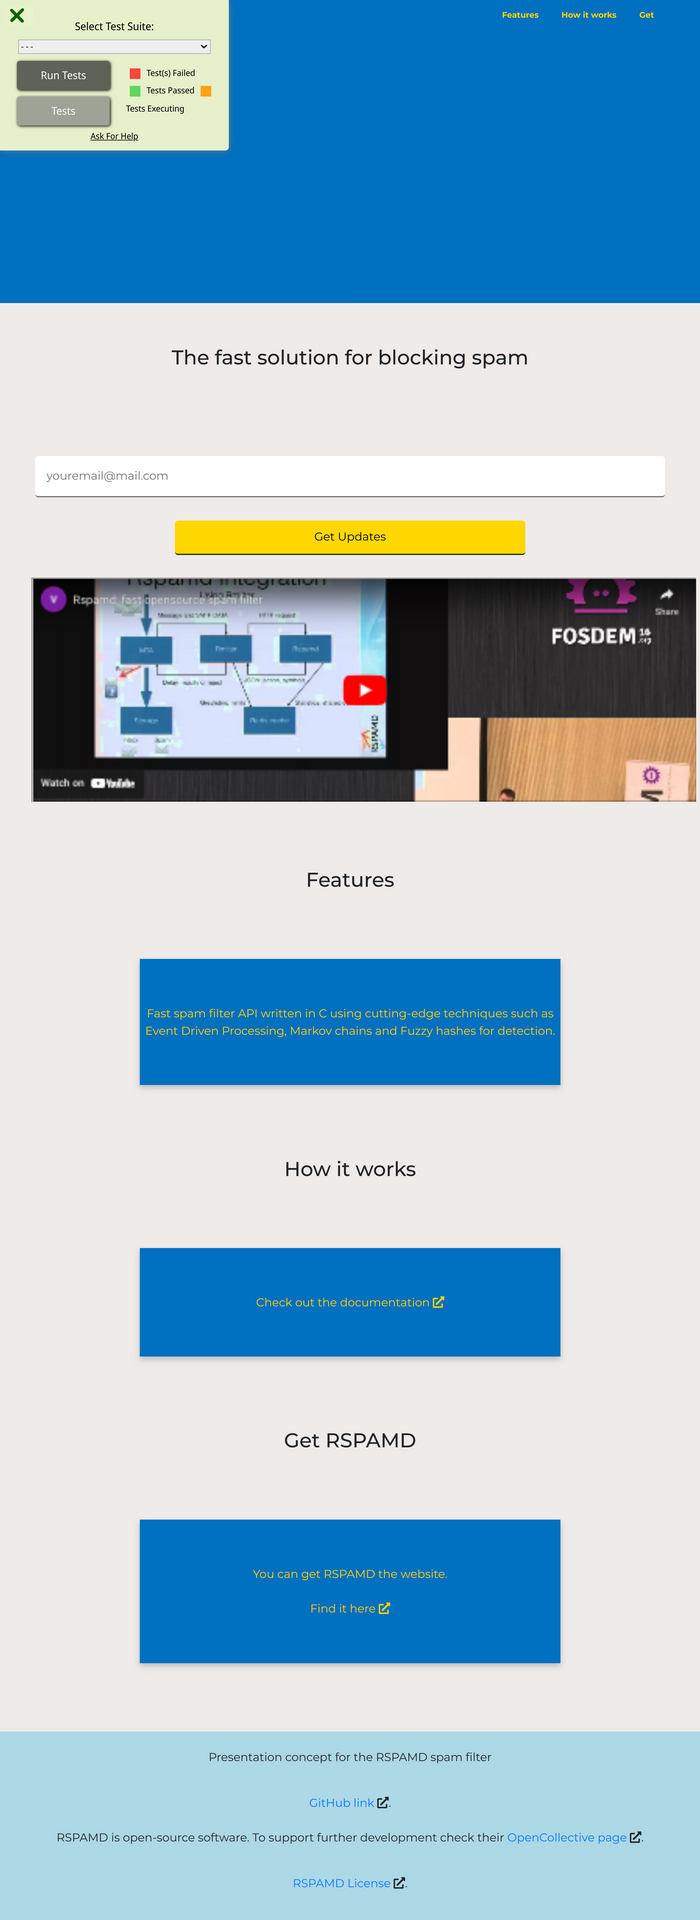 Select Test Suite:
---
Run Tests
Test(s) Failed
Tests Passed
Tests
Tests Executing
Ask For Help
Features
How it works
Get
The fast solution for blocking spam
youremail@mail.com
Get Updates
Rspamd Integration
Rspamd, fast opensource spam filter
Share
FOSDEM 16
.org
RSPAMD
Watch on YouTube
Features
Fast spam filter API written in C using cutting-edge techniques such as
Event Driven Processing, Markov chains and Fuzzy hashes for detection.
How it works
Check out the documentation
Get RSPAMD
You can get RSPAMD the website.
Find it here
Presentation concept for the RSPAMD spam filter
GitHub link .
RSPAMD is open-source software. To support further development check their OpenCollective page .
RSPAMD License .